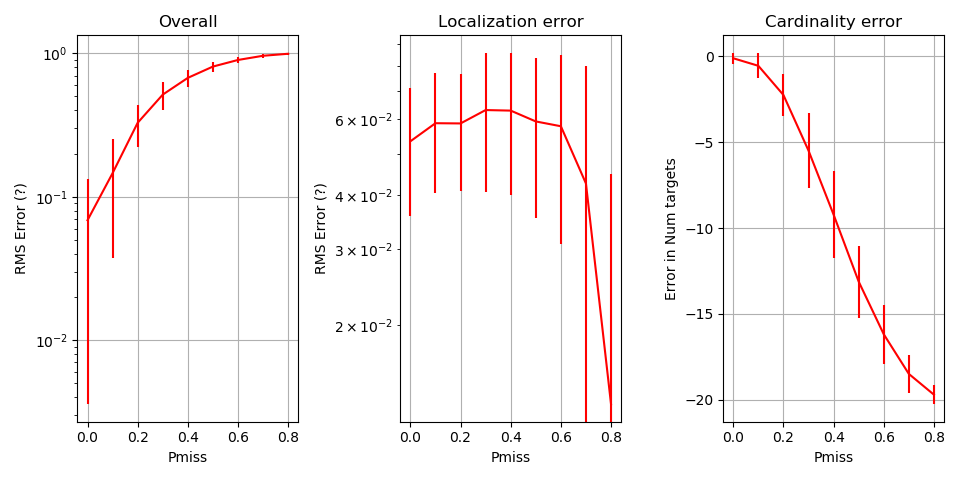 Overall
10⁰
10⁻¹
10⁻²
RMS Error (?)
0.0 0.2 0.4 0.6 0.8
Pmiss
Localization error
6 × 10⁻²
4 × 10⁻²
3 × 10⁻²
2 × 10⁻²
RMS Error (?)
0.0 0.2 0.4 0.6 0.8
Pmiss
Cardinality error
0
−5
−10
−15
−20
Error in Num targets
0.0 0.2 0.4 0.6 0.8
Pmiss